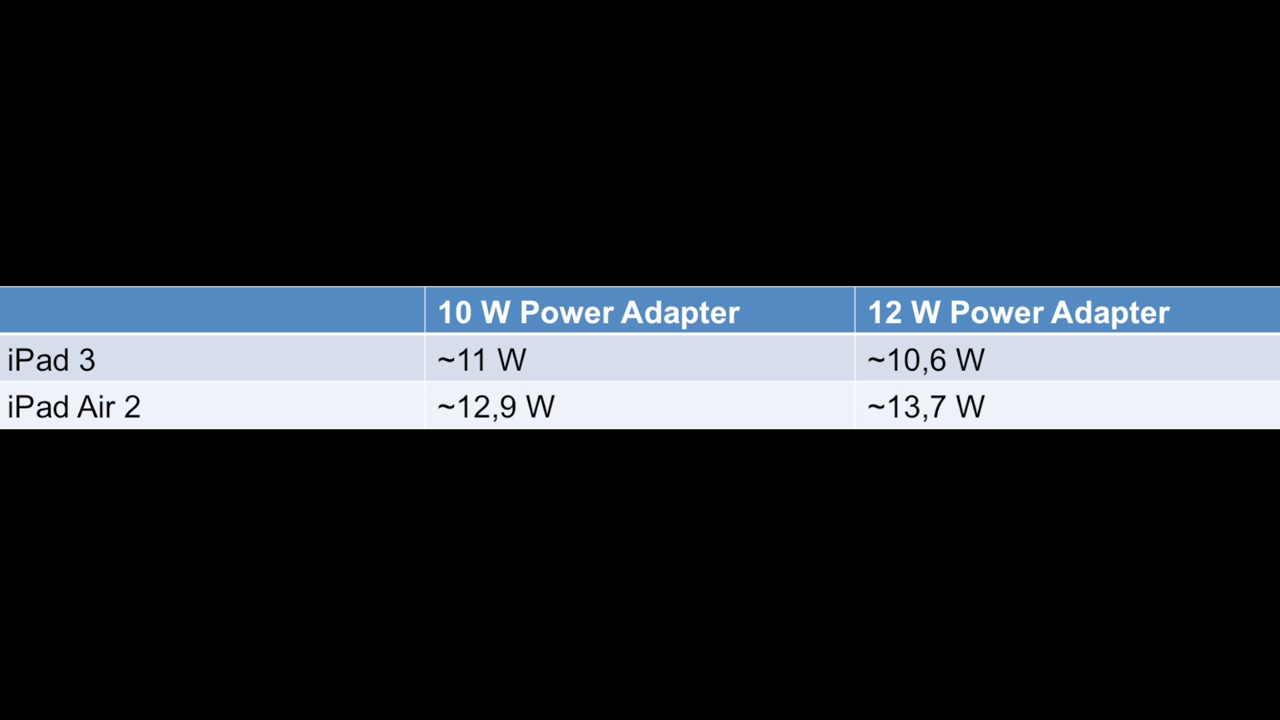 10 W Power Adapter 12 W Power Adapter
iPad 3 ~11 W ~10,6 W
iPad Air 2 ~12,9 W ~13,7 W